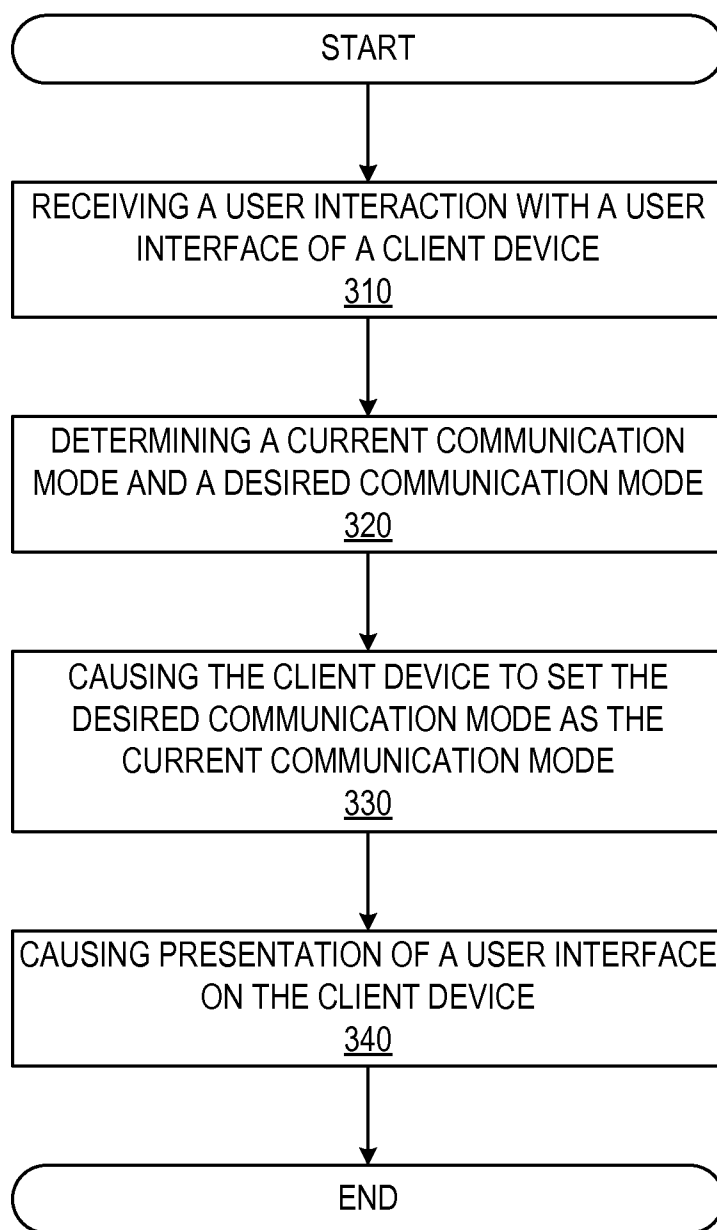 START
RECEIVING A USER INTERACTION WITH A USER
INTERFACE OF A CLIENT DEVICE
310
DETERMINING A CURRENT COMMUNICATION
MODE AND A DESIRED COMMUNICATION MODE
320
CAUSING THE CLIENT DEVICE TO SET THE
DESIRED COMMUNICATION MODE AS THE
CURRENT COMMUNICATION MODE
330
CAUSING PRESENTATION OF A USER INTERFACE
ON THE CLIENT DEVICE
340
END